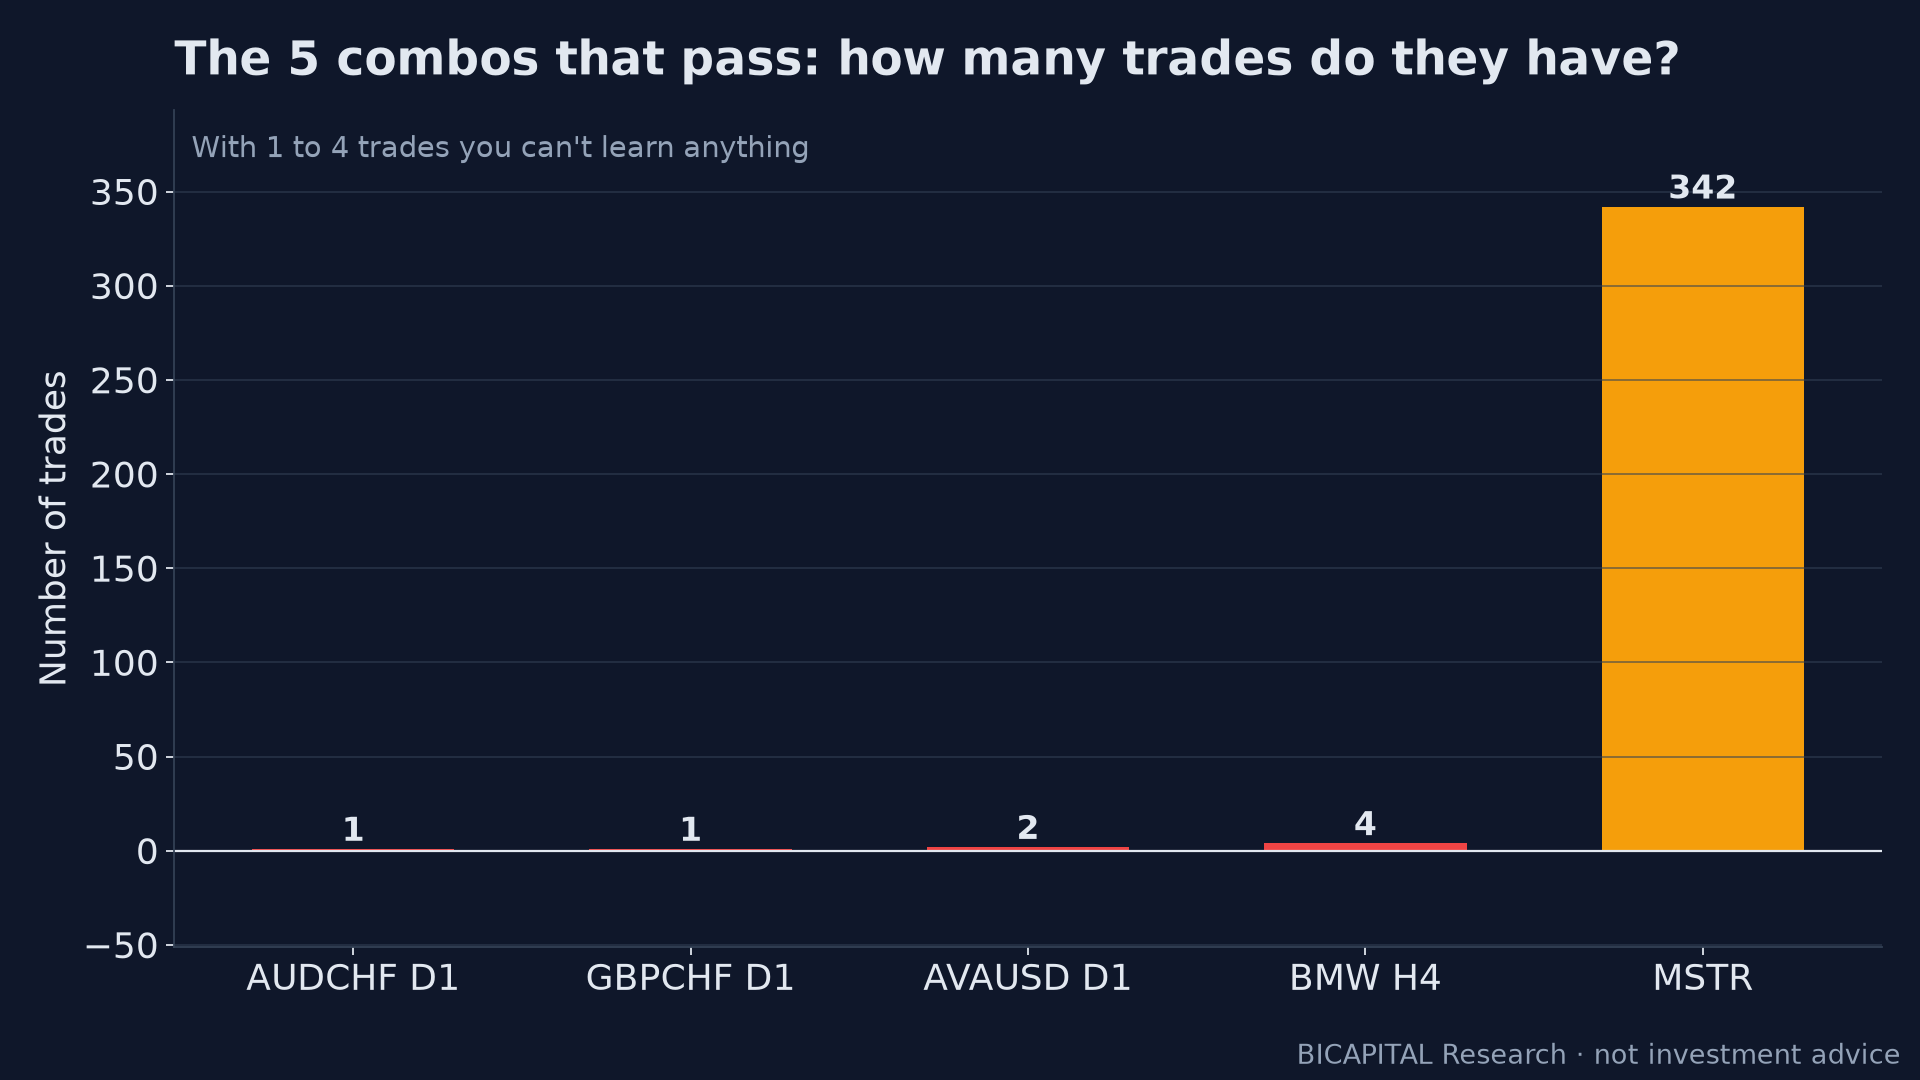 The 5 combos that pass: how many trades do they have?
With 1 to 4 trades you can't learn anything
Number of trades
350
300
250
200
150
100
50
0
−50
1
1
2
4
342
AUDCHF D1
GBPCHF D1
AVAUSD D1
BMW H4
MSTR
BICAPITAL Research · not investment advice